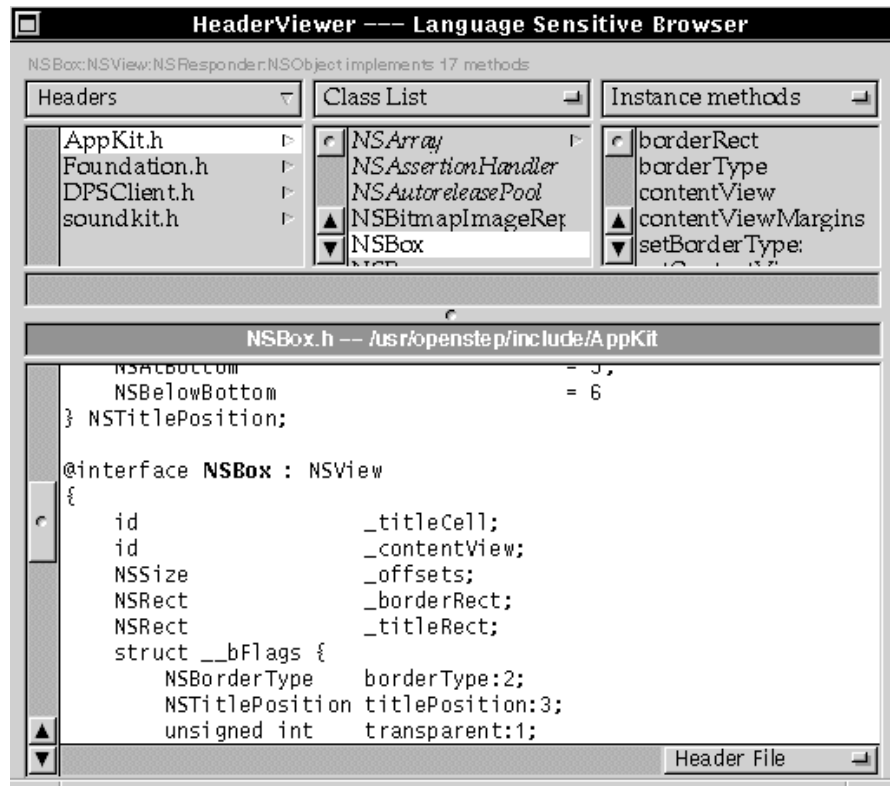 HeaderViewer --- Language Sensitive Browser
NSBox:NSView:NSResponder:NSObject implements 17 methods
Headers
Class List
Instance methods
AppKit.h
Foundation.h
DPSClient.h
soundkit.h
NSArray
NSAssertionHandler
NSAutoreleasePool
NSBitmapImageRep
NSBox
borderRect
borderType
contentView
contentViewMargins
setBorderType:
NSBox.h -- /usr/openstep/include/AppKit
NSAtBottom = 5,
NSBelowBottom = 6
} NSTitlePosition;
@interface NSBox : NSView
{
id _titleCell;
id _contentView;
NSSize _offsets;
NSRect _borderRect;
NSRect _titleRect;
struct __bFlags {
NSBorderType borderType:2;
NSTitlePosition titlePosition:3;
unsigned int transparent:1;
Header File